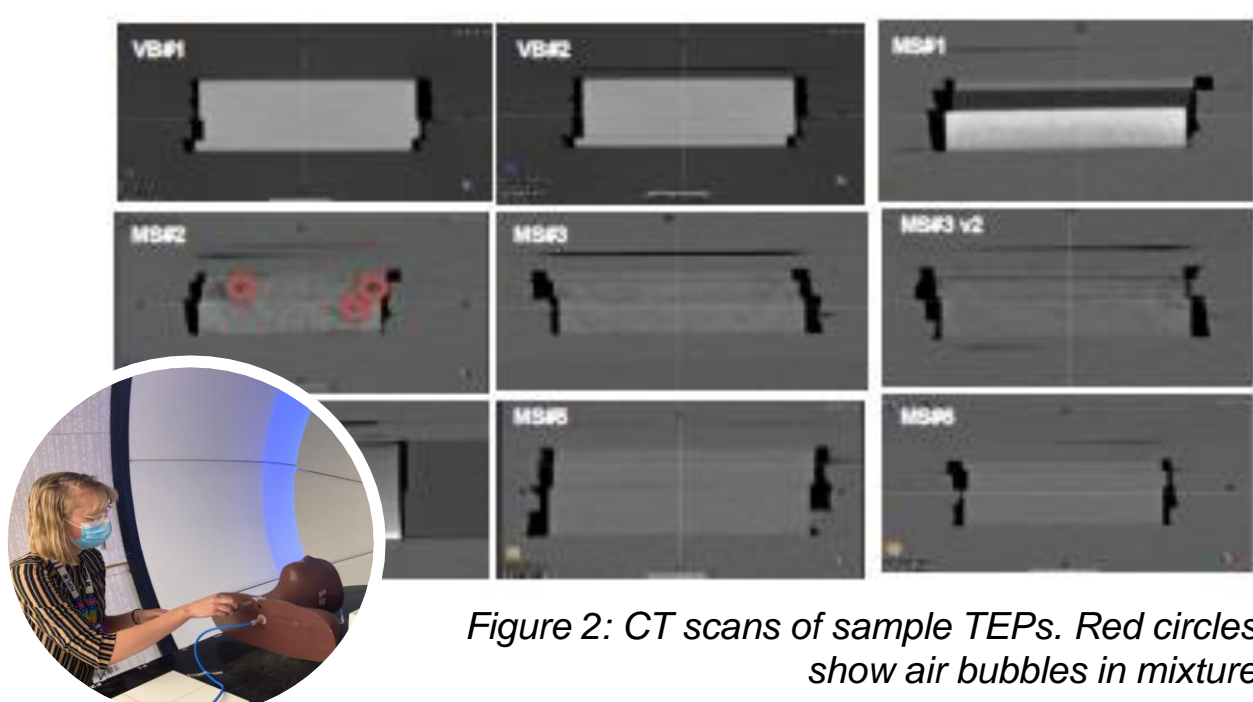 VB#1
VB#2
MS#1
MS#2
MS#3
MS#3 v2
MS#5
MS#6
Figure 2: CT scans of sample TEPs. Red circles
show air bubbles in mixture